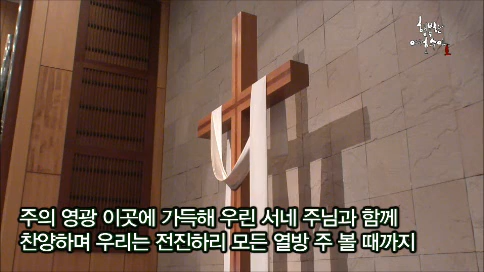 주의 영광 이곳에 가득해 우린 서네 주님과 함께
찬양하며 우리는 전진하리 모든 열방 주 볼 때까지